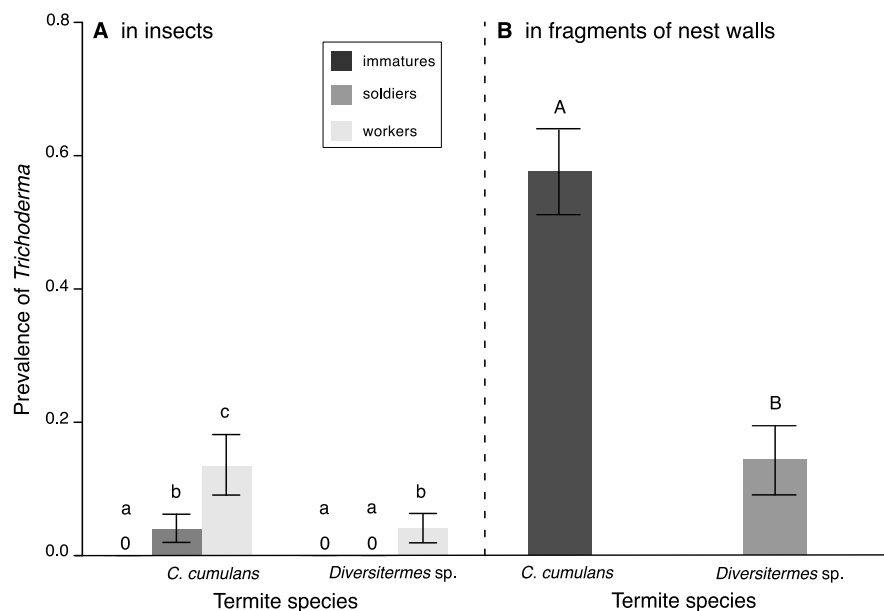 Prevalence of Trichoderma
0.8
0.6
0.4
0.2
0.0
A in insects
immatures
soldiers
workers
a
0
b
c
a
0
a
0
b
C. cumulans
Diversitermes sp.
Termite species
B in fragments of nest walls
A
B
C. cumulans
Diversitermes sp.
Termite species